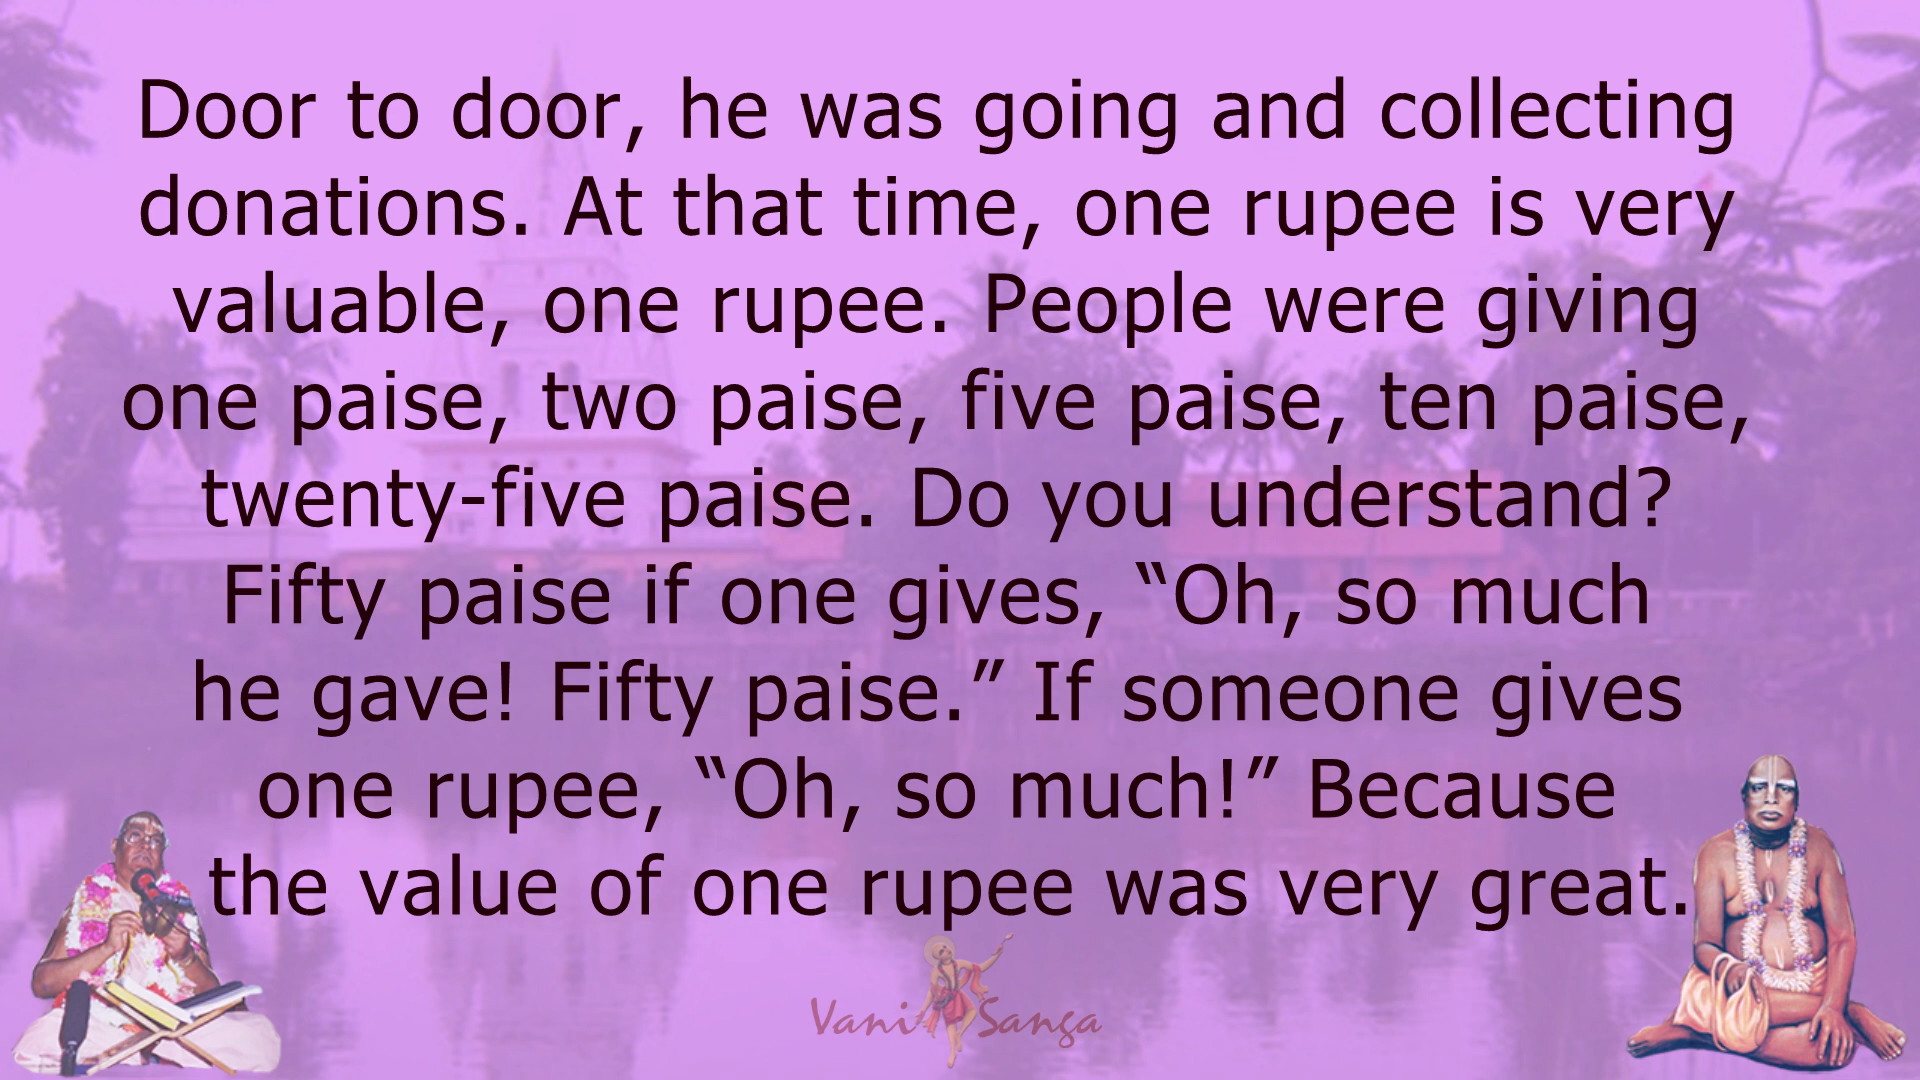 Door to door, he was going and collecting
donations. At that time, one rupee is very
valuable, one rupee. People were giving
one paise, two paise, five paise, ten paise,
twenty-five paise. Do you understand?
Fifty paise if one gives, “Oh, so much
he gave! Fifty paise.” If someone gives
one rupee, “Oh, so much!” Because
the value of one rupee was very great.
Vani Sanga